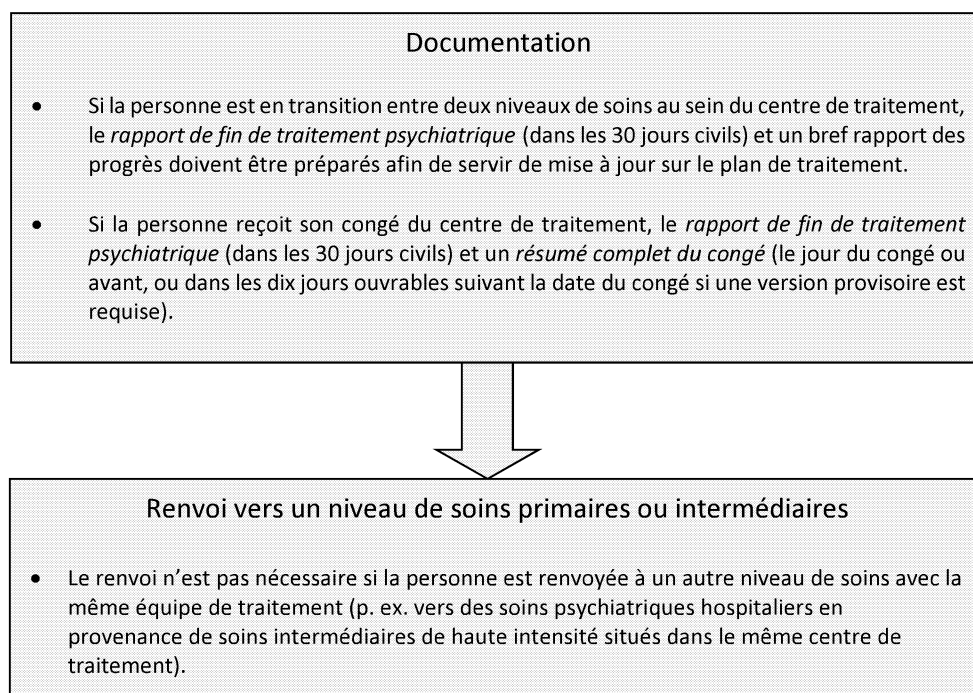 Documentation
• Si la personne est en transition entre deux niveaux de soins au sein du centre de traitement,
le rapport de fin de traitement psychiatrique (dans les 30 jours civils) et un bref rapport des
progrès doivent être préparés afin de servir de mise à jour sur le plan de traitement.
• Si la personne reçoit son congé du centre de traitement, le rapport de fin de traitement
psychiatrique (dans les 30 jours civils) et un résumé complet du congé (le jour du congé ou
avant, ou dans les dix jours ouvrables suivant la date du congé si une version provisoire est
requise).
Renvoi vers un niveau de soins primaires ou intermédiaires
• Le renvoi n’est pas nécessaire si la personne est renvoyée à un autre niveau de soins avec la
même équipe de traitement (p. ex. vers des soins psychiatriques hospitaliers en
provenance de soins intermédiaires de haute intensité situés dans le même centre de
traitement).